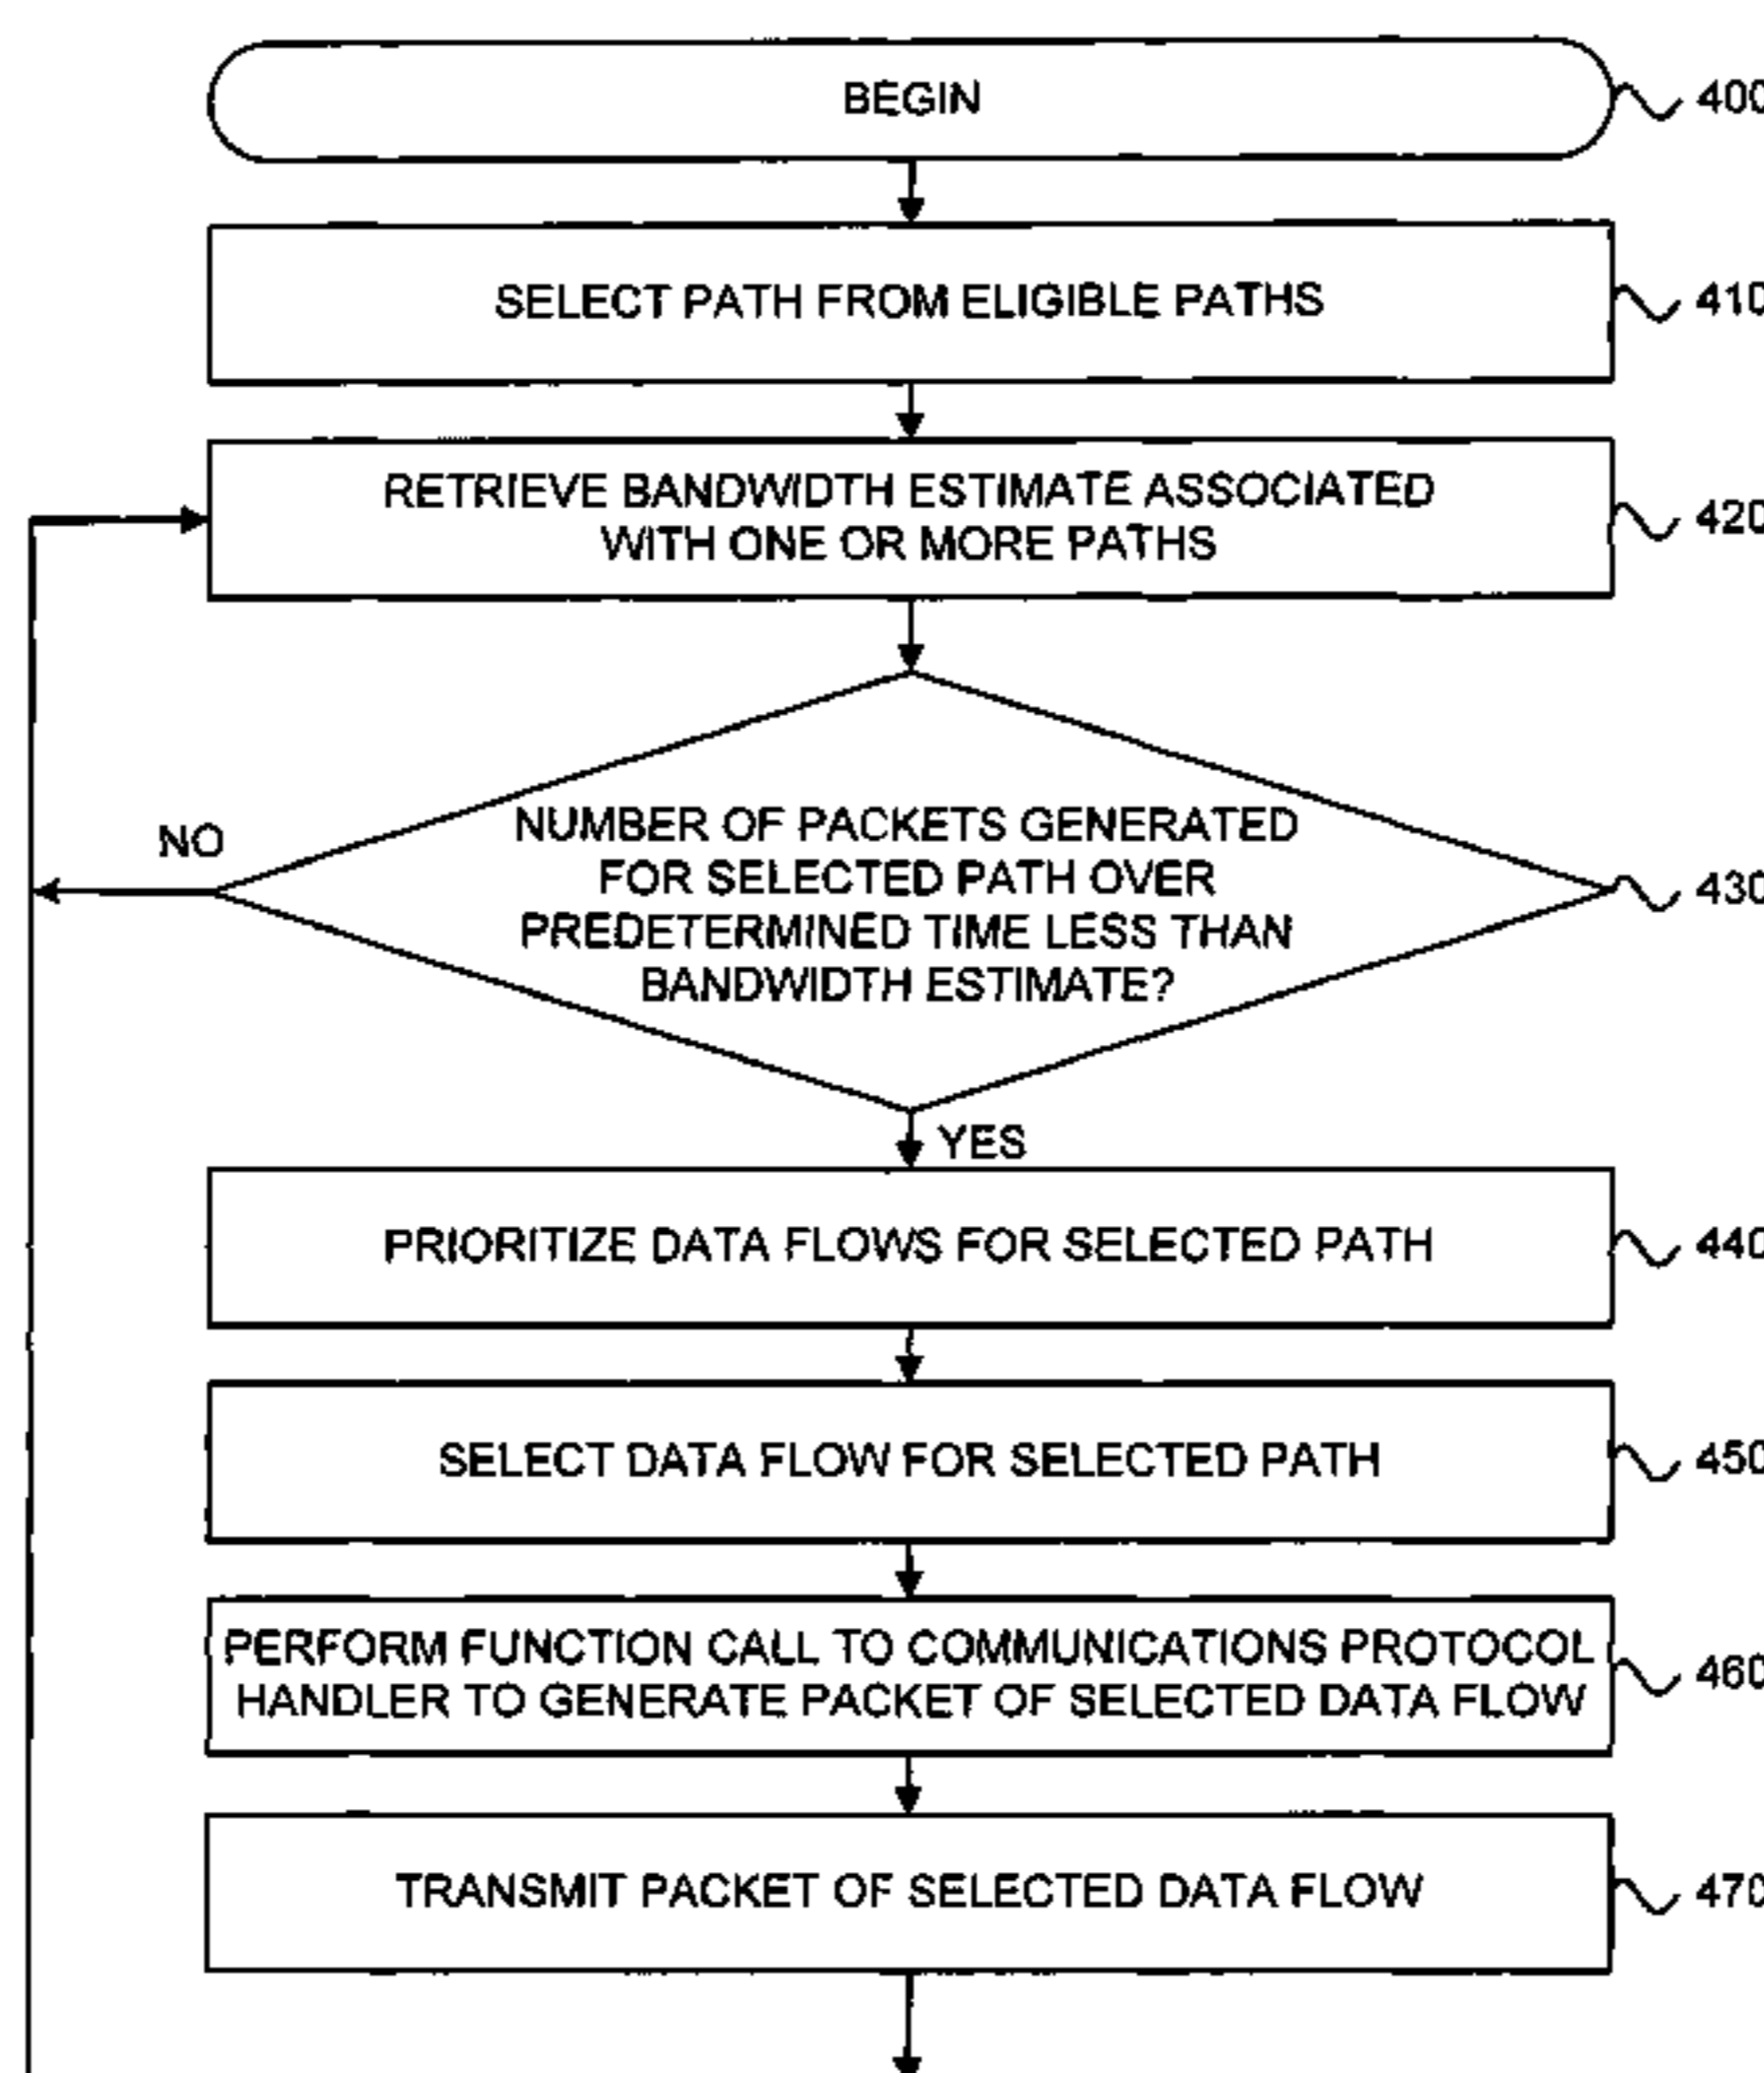 BEGIN
400
SELECT PATH FROM ELIGIBLE PATHS
410
RETRIEVE BANDWIDTH ESTIMATE ASSOCIATED
WITH ONE OR MORE PATHS
420
NO
NUMBER OF PACKETS GENERATED
FOR SELECTED PATH OVER
PREDETERMINED TIME LESS THAN
BANDWIDTH ESTIMATE?
430
YES
PRIORITIZE DATA FLOWS FOR SELECTED PATH
440
SELECT DATA FLOW FOR SELECTED PATH
450
PERFORM FUNCTION CALL TO COMMUNICATIONS PROTOCOL
HANDLER TO GENERATE PACKET OF SELECTED DATA FLOW
460
TRANSMIT PACKET OF SELECTED DATA FLOW
470